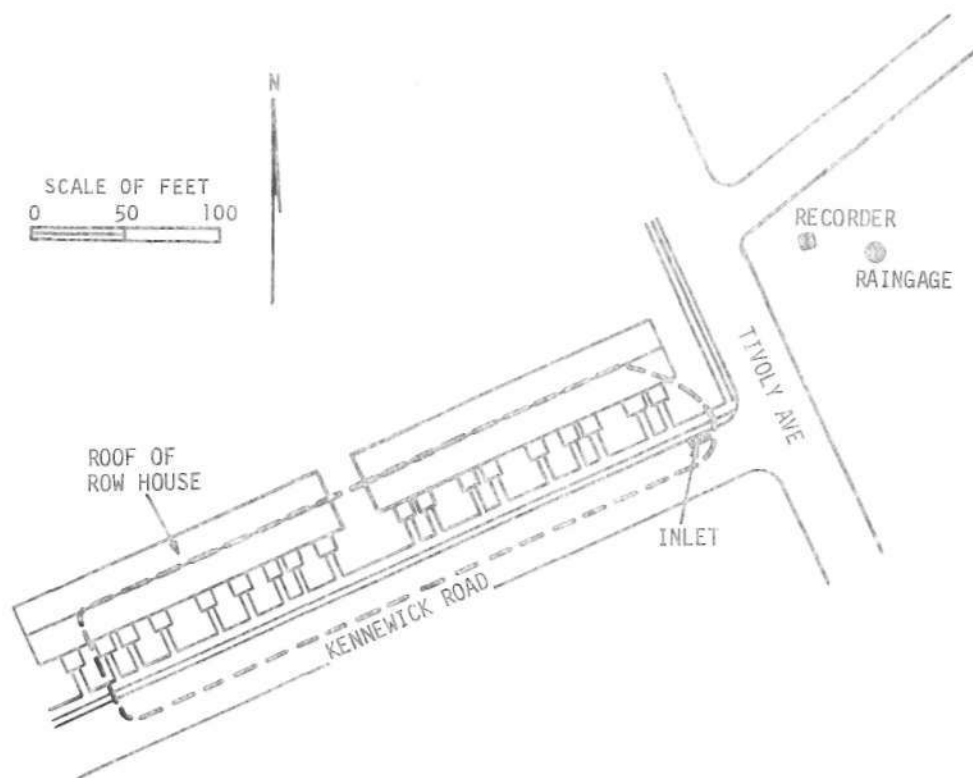 N
SCALE OF FEET
0 50 100
RECORDER
RAINGAGE
TIVOLY AVE
ROOF OF
ROW HOUSE
INLET
KENNEWICK ROAD